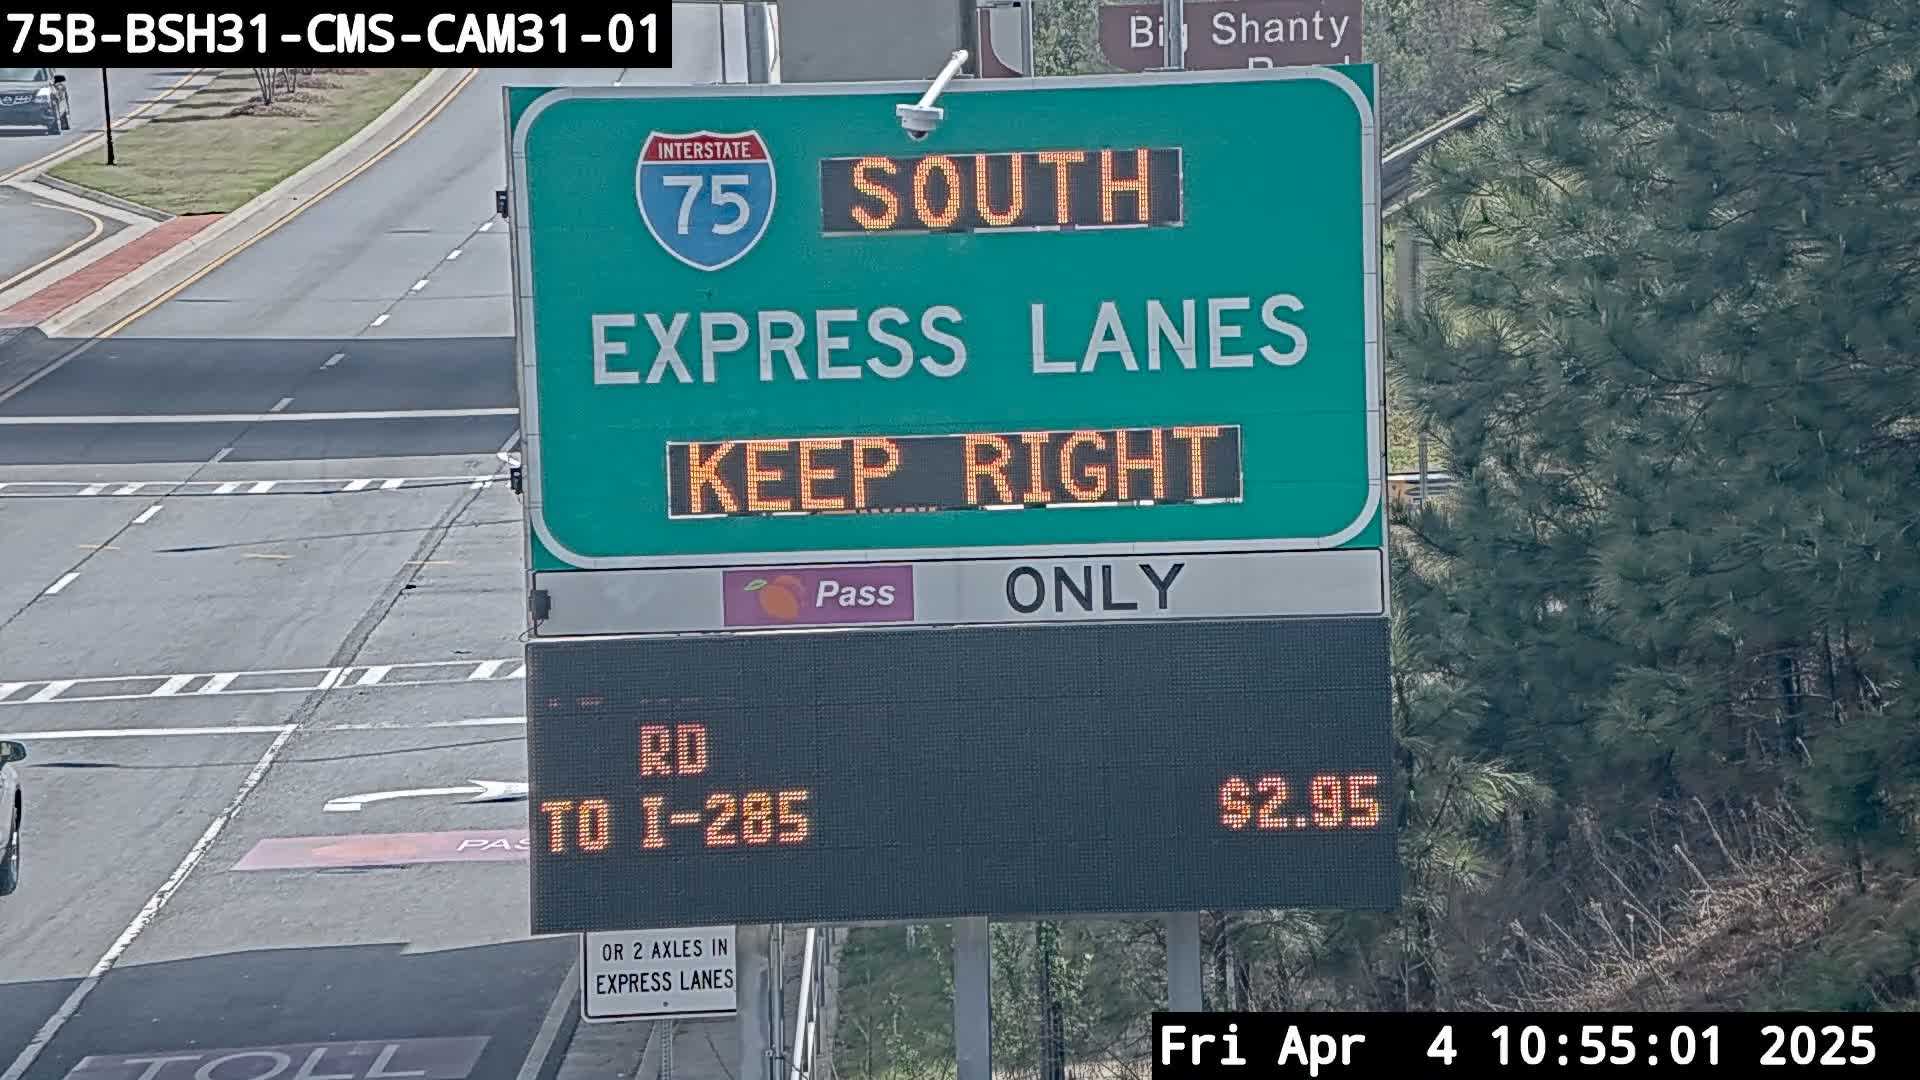 75B-BSH31-CMS-CAM31-01
Big Shanty
INTERSTATE
75
SOUTH
EXPRESS LANES
KEEP RIGHT
Pass ONLY
RD
TO I-285 $2.95
PAS
OR 2 AXLES IN
EXPRESS LANES
TOLL
Fri Apr 4 10:55:01 2025